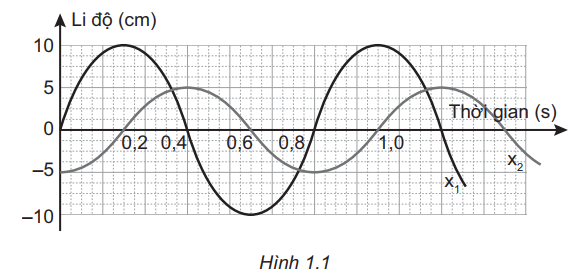 Li độ (cm)
10
5
Thời gian (s)
0
0,2 0,4 0,6 0,8 1,0
–5
x₂
x₁
–10
Hình 1.1